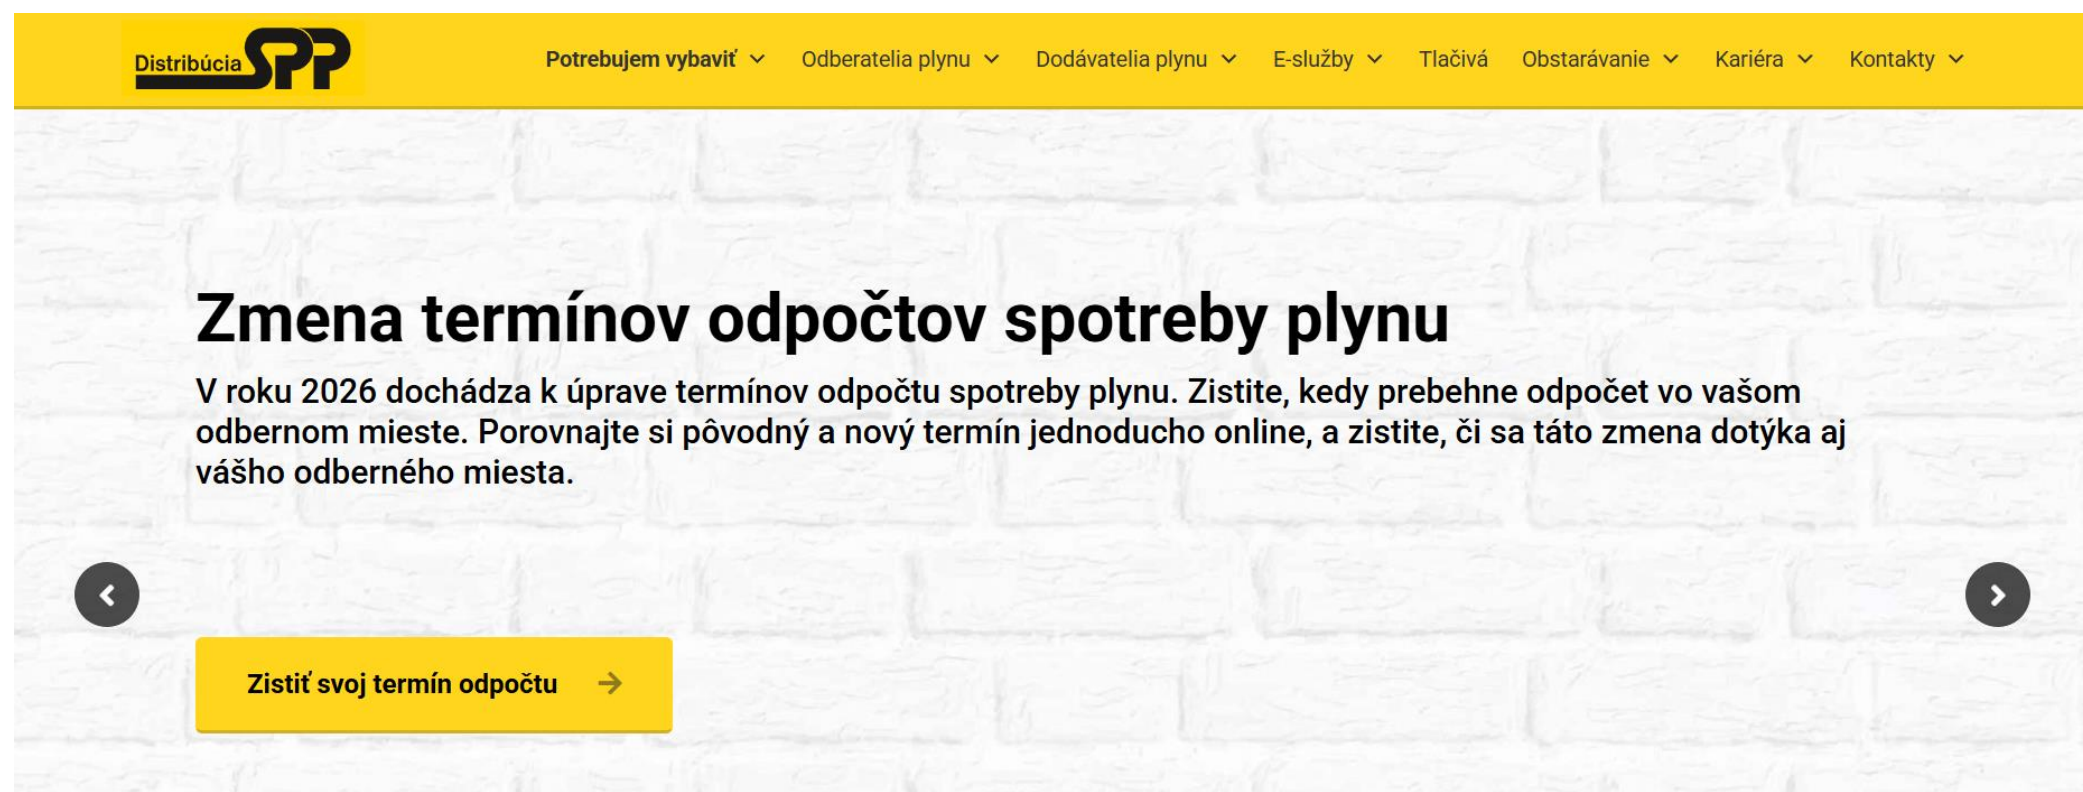 Distribúcia SPP
Potrebujem vybaviť Odberatelia plynu Dodávatelia plynu E-služby Tlačivá Obstarávanie Kariéra Kontakty
Zmena termínov odpočtov spotreby plynu
V roku 2026 dochádza k úprave termínov odpočtu spotreby plynu. Zistite, kedy prebehne odpočet vo vašom
odbernom mieste. Porovnajte si pôvodný a nový termín jednoducho online, a zistite, či sa táto zmena dotýka aj
vášho odberného miesta.
Zistiť svoj termín odpočtu